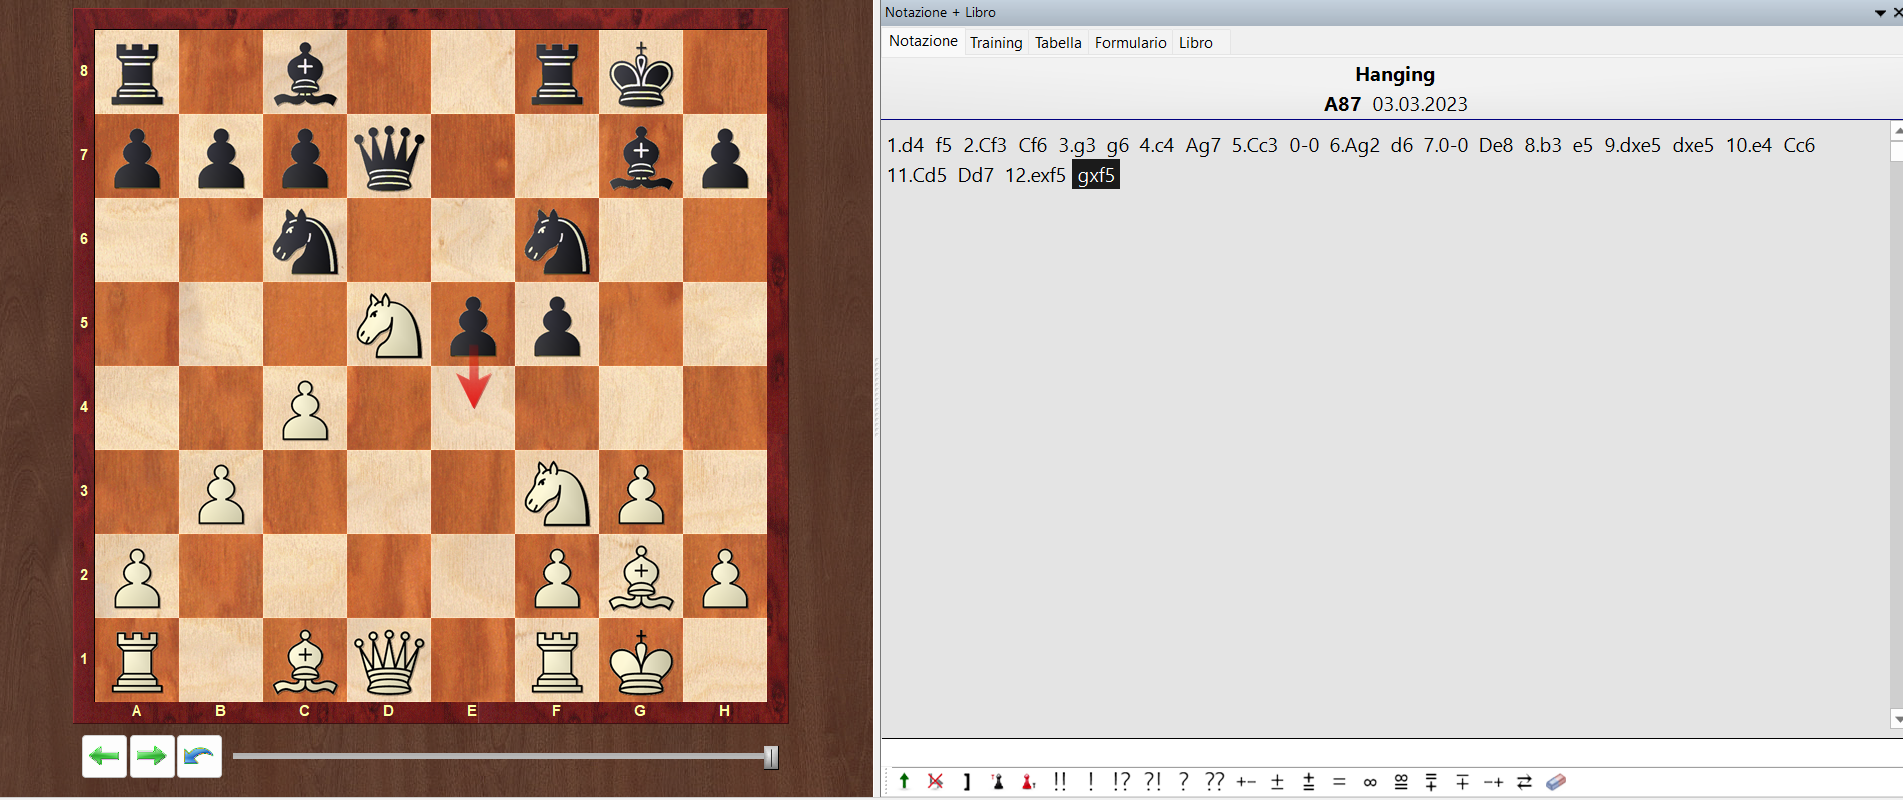 Notazione + Libro
Notazione Training Tabella Formulario Libro
Hanging
A87 03.03.2023
1.d4 f5 2.Cf3 Cf6 3.g3 g6 4.c4 Ag7 5.Cc3 0-0 6.Ag2 d6 7.0-0 De8 8.b3 e5 9.dxe5 dxe5 10.e4 Cc6
11.Cd5 Dd7 12.exf5 gxf5
8
7
6
5
4
3
2
1
A B C D E F G H
] !! ! !? ?! ? ?? +- ± ⩲ = ∞ ⯹ ⩱ ∓ -+ ⇄